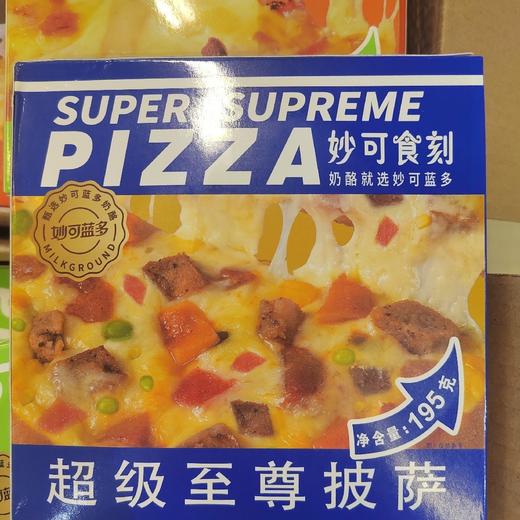 SUPER SUPREME
PIZZA
妙可食刻
奶酪就选妙可蓝多
甄选妙可蓝多奶酪
妙可蓝多
MILKGROUND
净含量:195克
超级至尊披萨